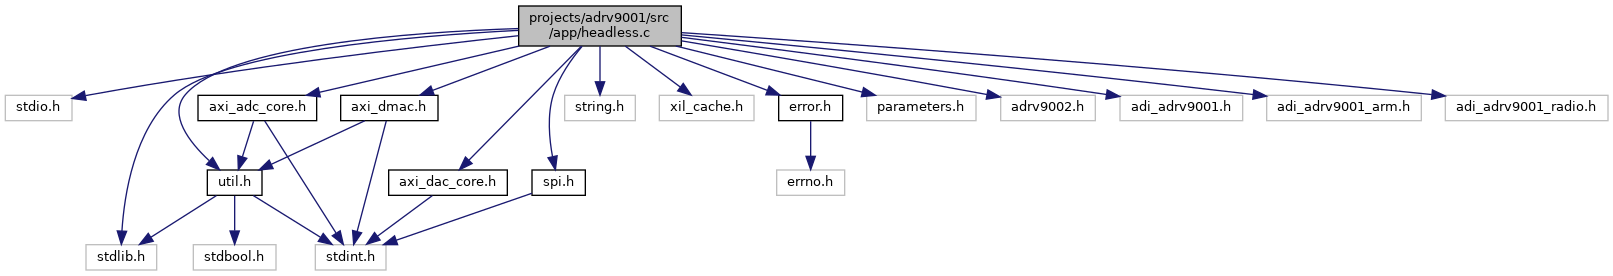 projects/adrv9001/src
/app/headless.c
stdio.h
axi_adc_core.h
axi_dmac.h
string.h
xil_cache.h
error.h
parameters.h
adrv9002.h
adi_adrv9001.h
adi_adrv9001_arm.h
adi_adrv9001_radio.h
util.h
axi_dac_core.h
spi.h
errno.h
stdlib.h
stdbool.h
stdint.h